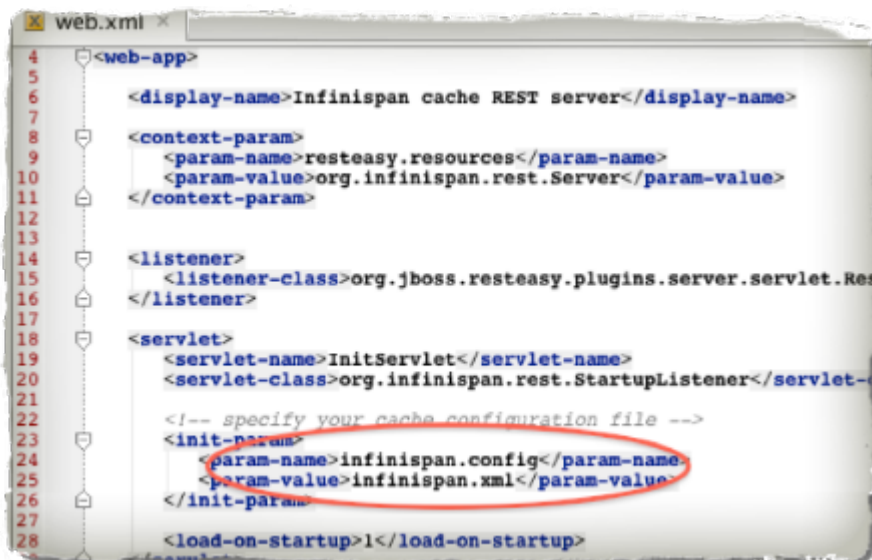 web.xml
4 <web-app>
5
6 <display-name>Infinispan cache REST server</display-name>
7
8 <context-param>
9 <param-name>resteasy.resources</param-name>
10 <param-value>org.infinispan.rest.Server</param-value>
11 </context-param>
12
13
14 <listener>
15 <listener-class>org.jboss.resteasy.plugins.server.servlet.Res
16 </listener>
17
18 <servlet>
19 <servlet-name>InitServlet</servlet-name>
20 <servlet-class>org.infinispan.rest.StartupListener</servlet-
21
22 <!-- specify your cache configuration file -->
23 <init-param>
24 <param-name>infinispan.config</param-name>
25 <param-value>infinispan.xml</param-value>
26 </init-param>
27
28 <load-on-startup>1</load-on-startup>